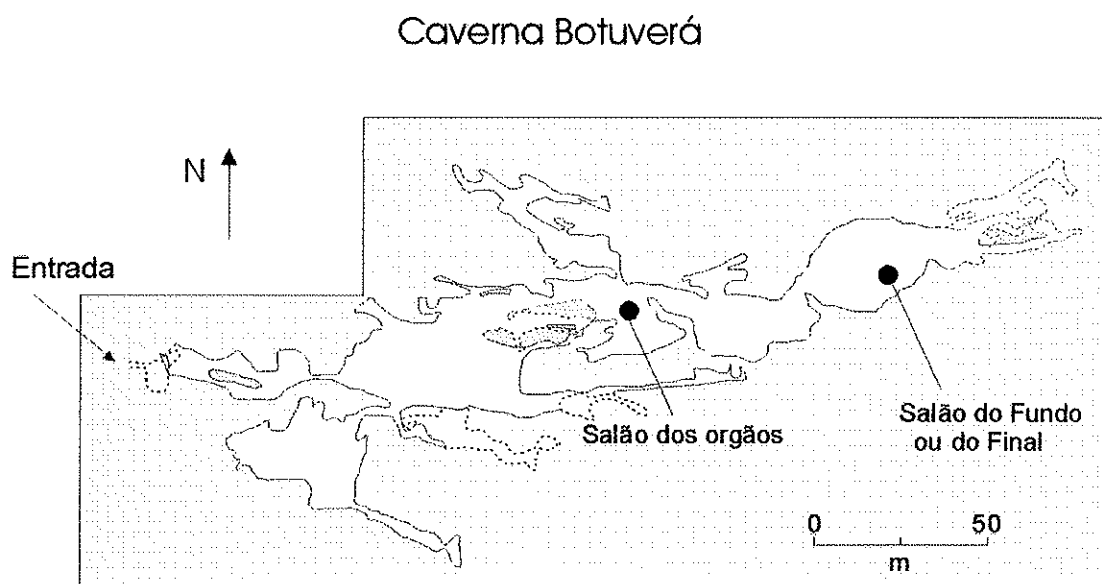 Caverna Botuverá
N
Entrada
Salão dos orgãos
Salão do Fundo
ou do Final
0 50
m